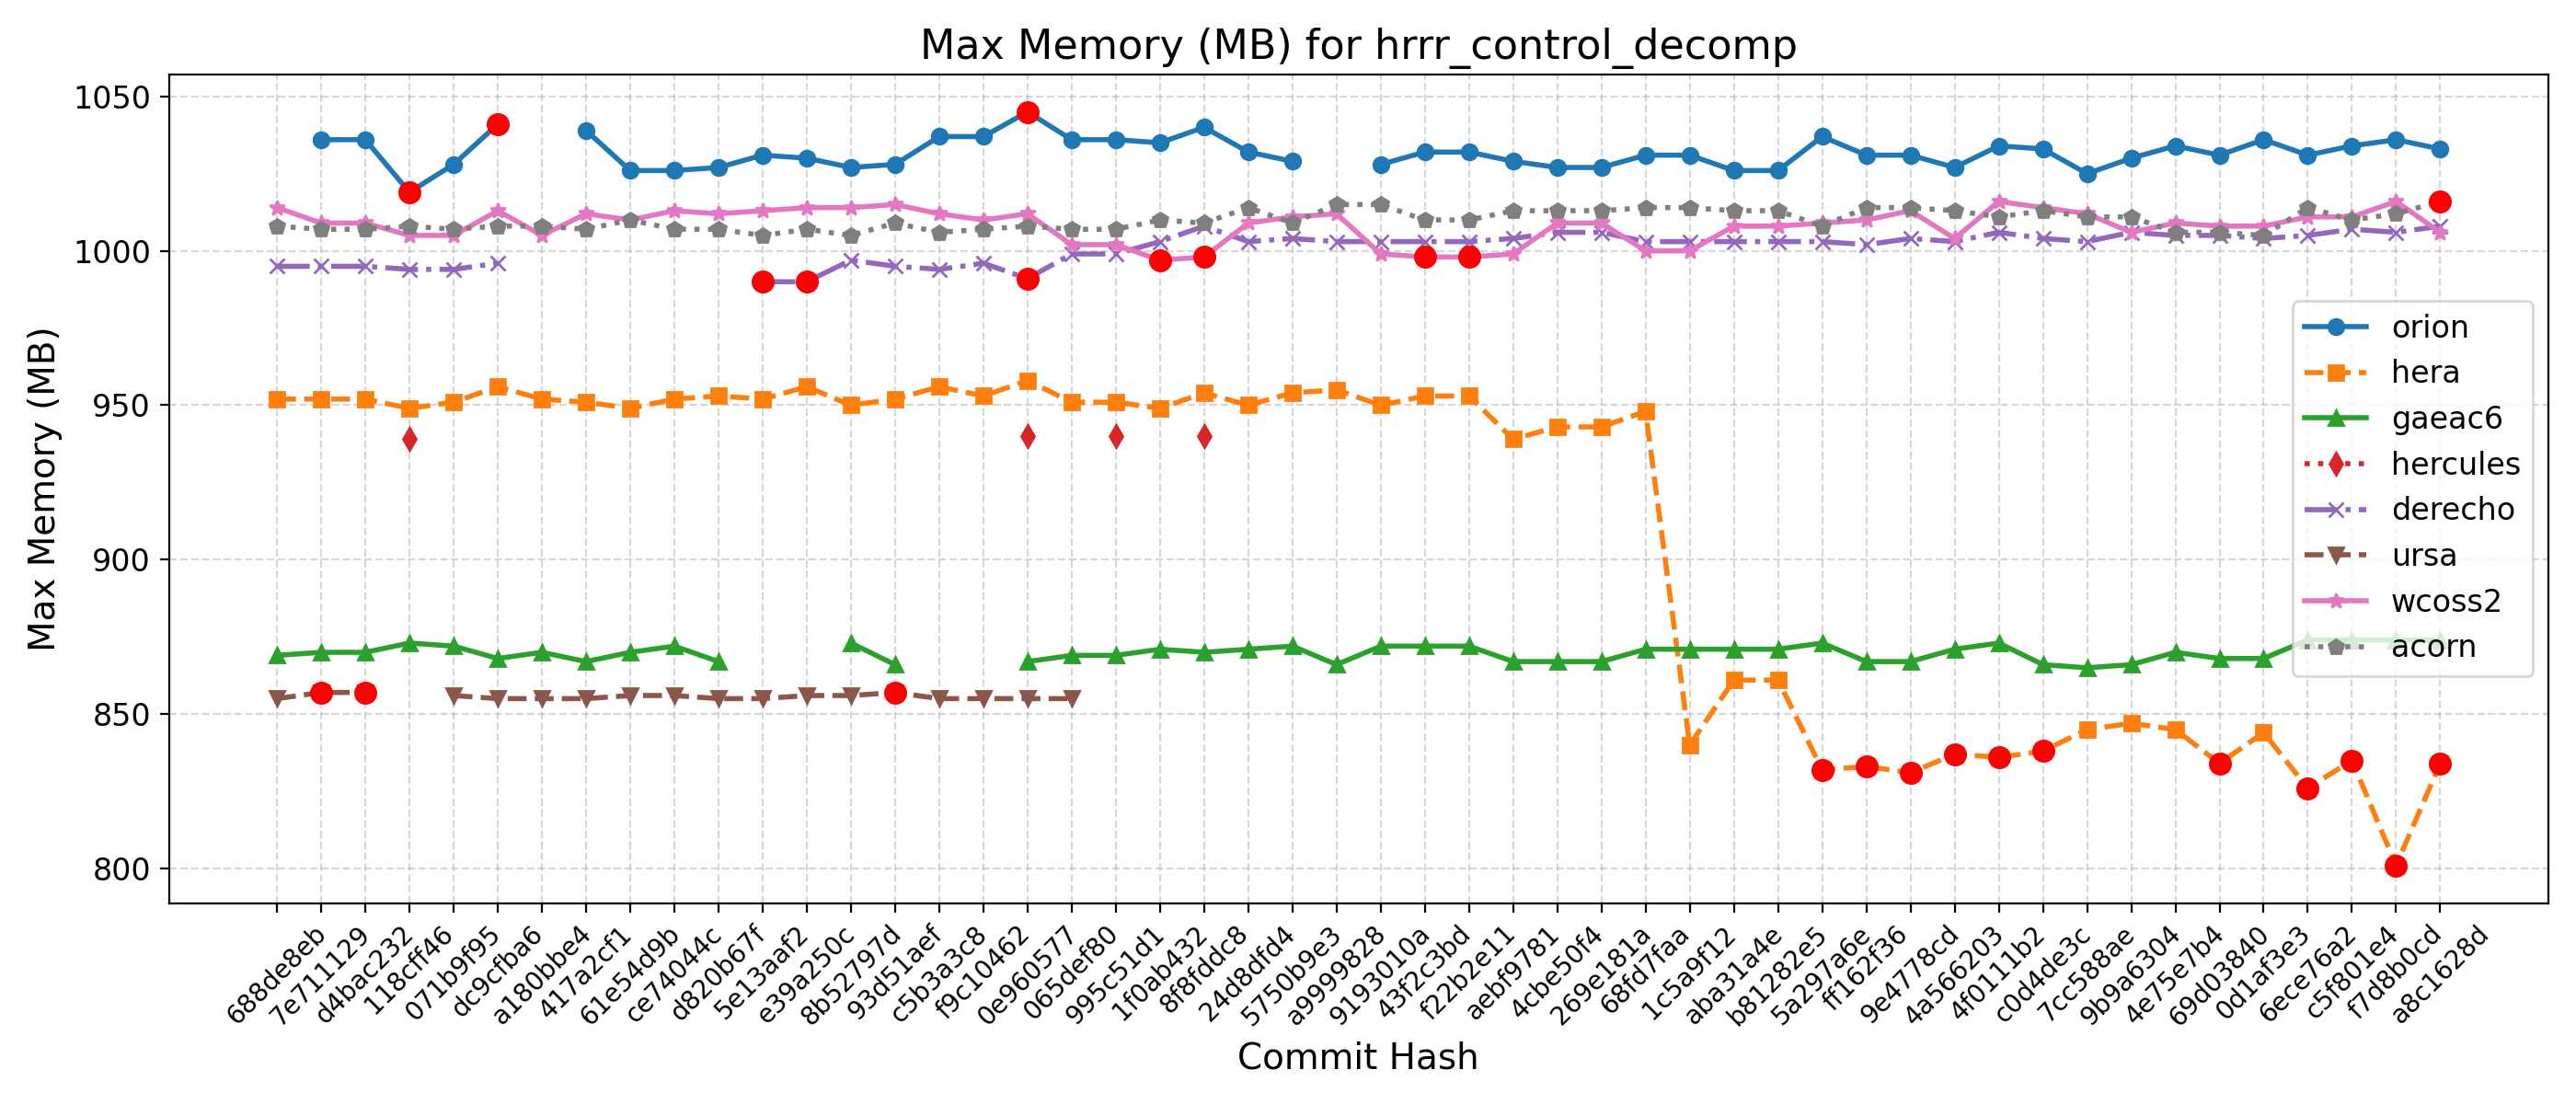 Max Memory (MB) for hrrr_control_decomp
Max Memory (MB)
1050
1000
950
900
850
800
orion
hera
gaeac6
hercules
derecho
ursa
wcoss2
acorn
688de8eb
7e711129
d4bac232
118cff46
071b9f95
dc9cfba6
a180bbe4
417a2cf1
61e54d9b
ce74044c
d820b67f
5e13aaf2
e39a250c
8b52797d
93d51aef
c5b3a3c8
f9c10462
0e960577
065def80
995c51d1
1f0ab432
8f8fddc8
24d8dfd4
5750b9e3
a9999828
9193010a
43f2c3bd
f22b2e11
aebf9781
4cbe50f4
269e181a
68fd7faa
1c5a9f12
aba31a4e
b81282e5
5a297a6e
ff162f36
9e4778cd
4a566203
4f0111b2
c0d4de3c
7cc588ae
9b9a6304
4e75e7b4
69d03840
0d1af3e3
6ece76a2
c5f801e4
f7d8b0cd
a8c1628d
Commit Hash